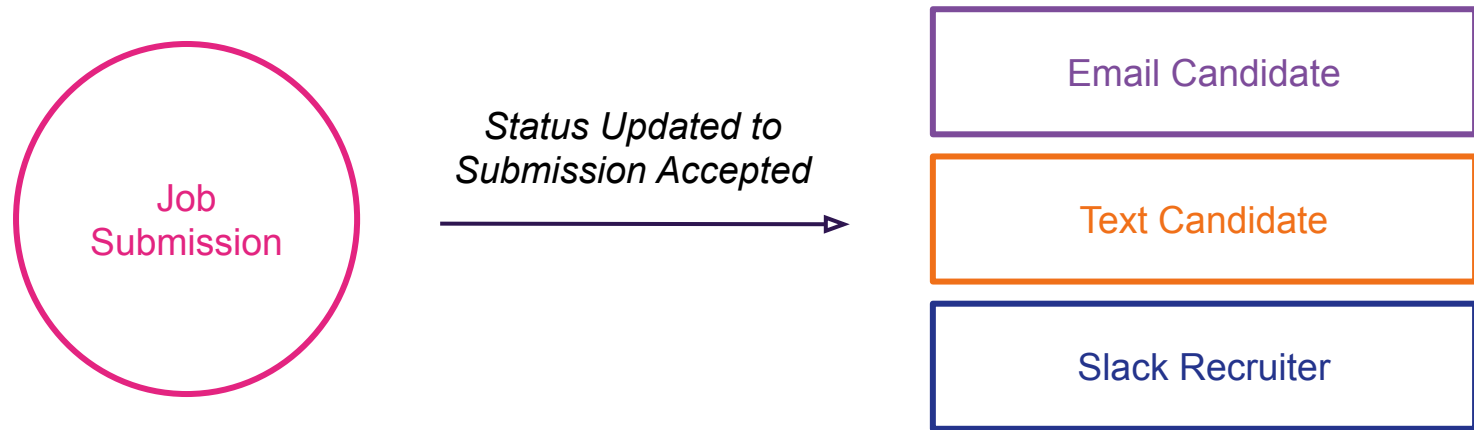 Job
Submission
Status Updated to
Submission Accepted
Email Candidate
Text Candidate
Slack Recruiter